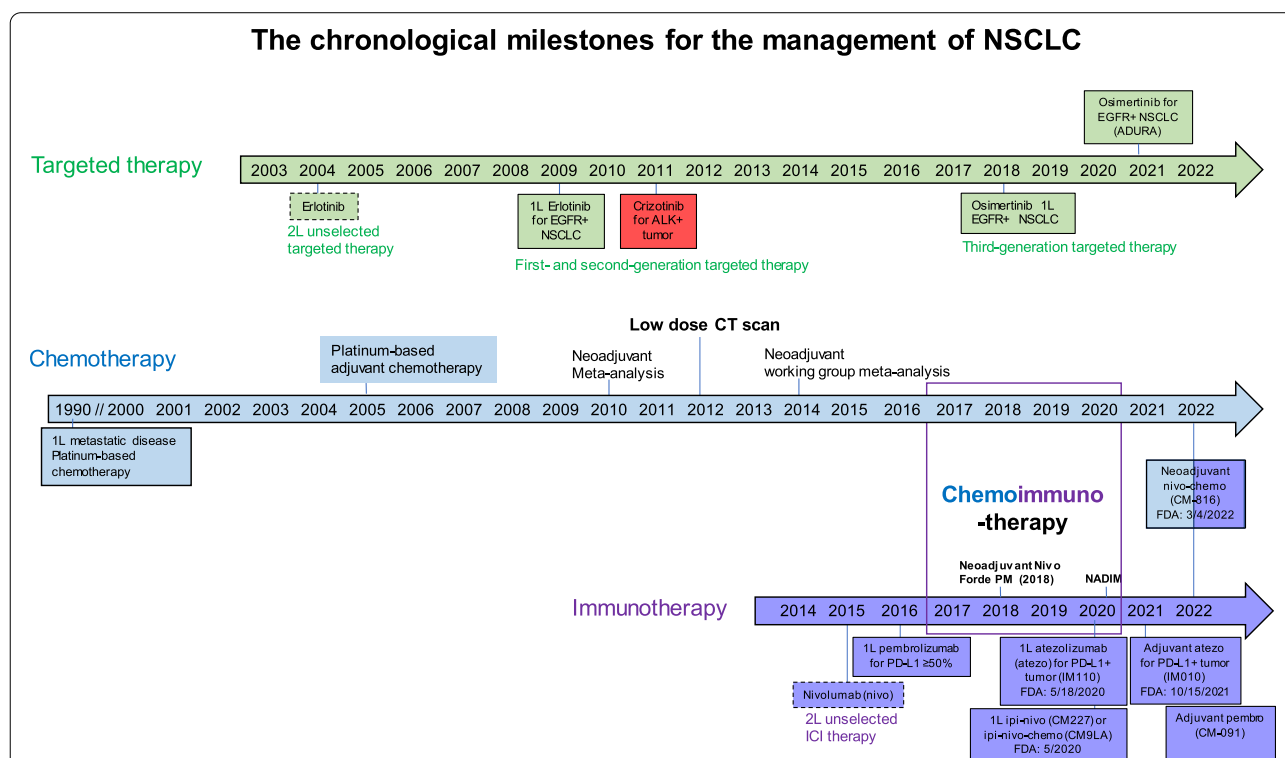 The chronological milestones for the management of NSCLC
Osimertinib for
EGFR+ NSCLC
(ADURA)
Targeted therapy
2003 2004 2005 2006 2007 2008 2009 2010 2011 2012 2013 2014 2015 2016 2017 2018 2019 2020 2021 2022
Erlotinib
2L unselected
targeted therapy
1L Erlotinib
for EGFR+
NSCLC
Crizotinib
for ALK+
tumor
First- and second-generation targeted therapy
Osimertinib 1L
EGFR+ NSCLC
Third-generation targeted therapy
Low dose CT scan
Chemotherapy
Platinum-based
adjuvant chemotherapy
Neoadjuvant
Meta-analysis
Neoadjuvant
working group meta-analysis
1990 // 2000 2001 2002 2003 2004 2005 2006 2007 2008 2009 2010 2011 2012 2013 2014 2015 2016 2017 2018 2019 2020 2021 2022
1L metastatic disease
Platinum-based
chemotherapy
Chemoimmuno
-therapy
Neoadjuvant
nivo-chemo
(CM-816)
FDA: 3/4/2022
Neoadjuvant Nivo
Forde PM (2018)
NADIM
Immunotherapy
2014 2015 2016 2017 2018 2019 2020 2021 2022
1L pembrolizumab
for PD-L1 ≥50%
Nivolumab (nivo)
2L unselected
ICI therapy
1L atezolizumab
(atezo) for PD-L1+
tumor (IM110)
FDA: 5/18/2020
Adjuvant atezo
for PD-L1+ tumor
(IM010)
FDA: 10/15/2021
1L ipi-nivo (CM227) or
ipi-nivo-chemo (CM9LA)
FDA: 5/2020
Adjuvant pembro
(CM-091)